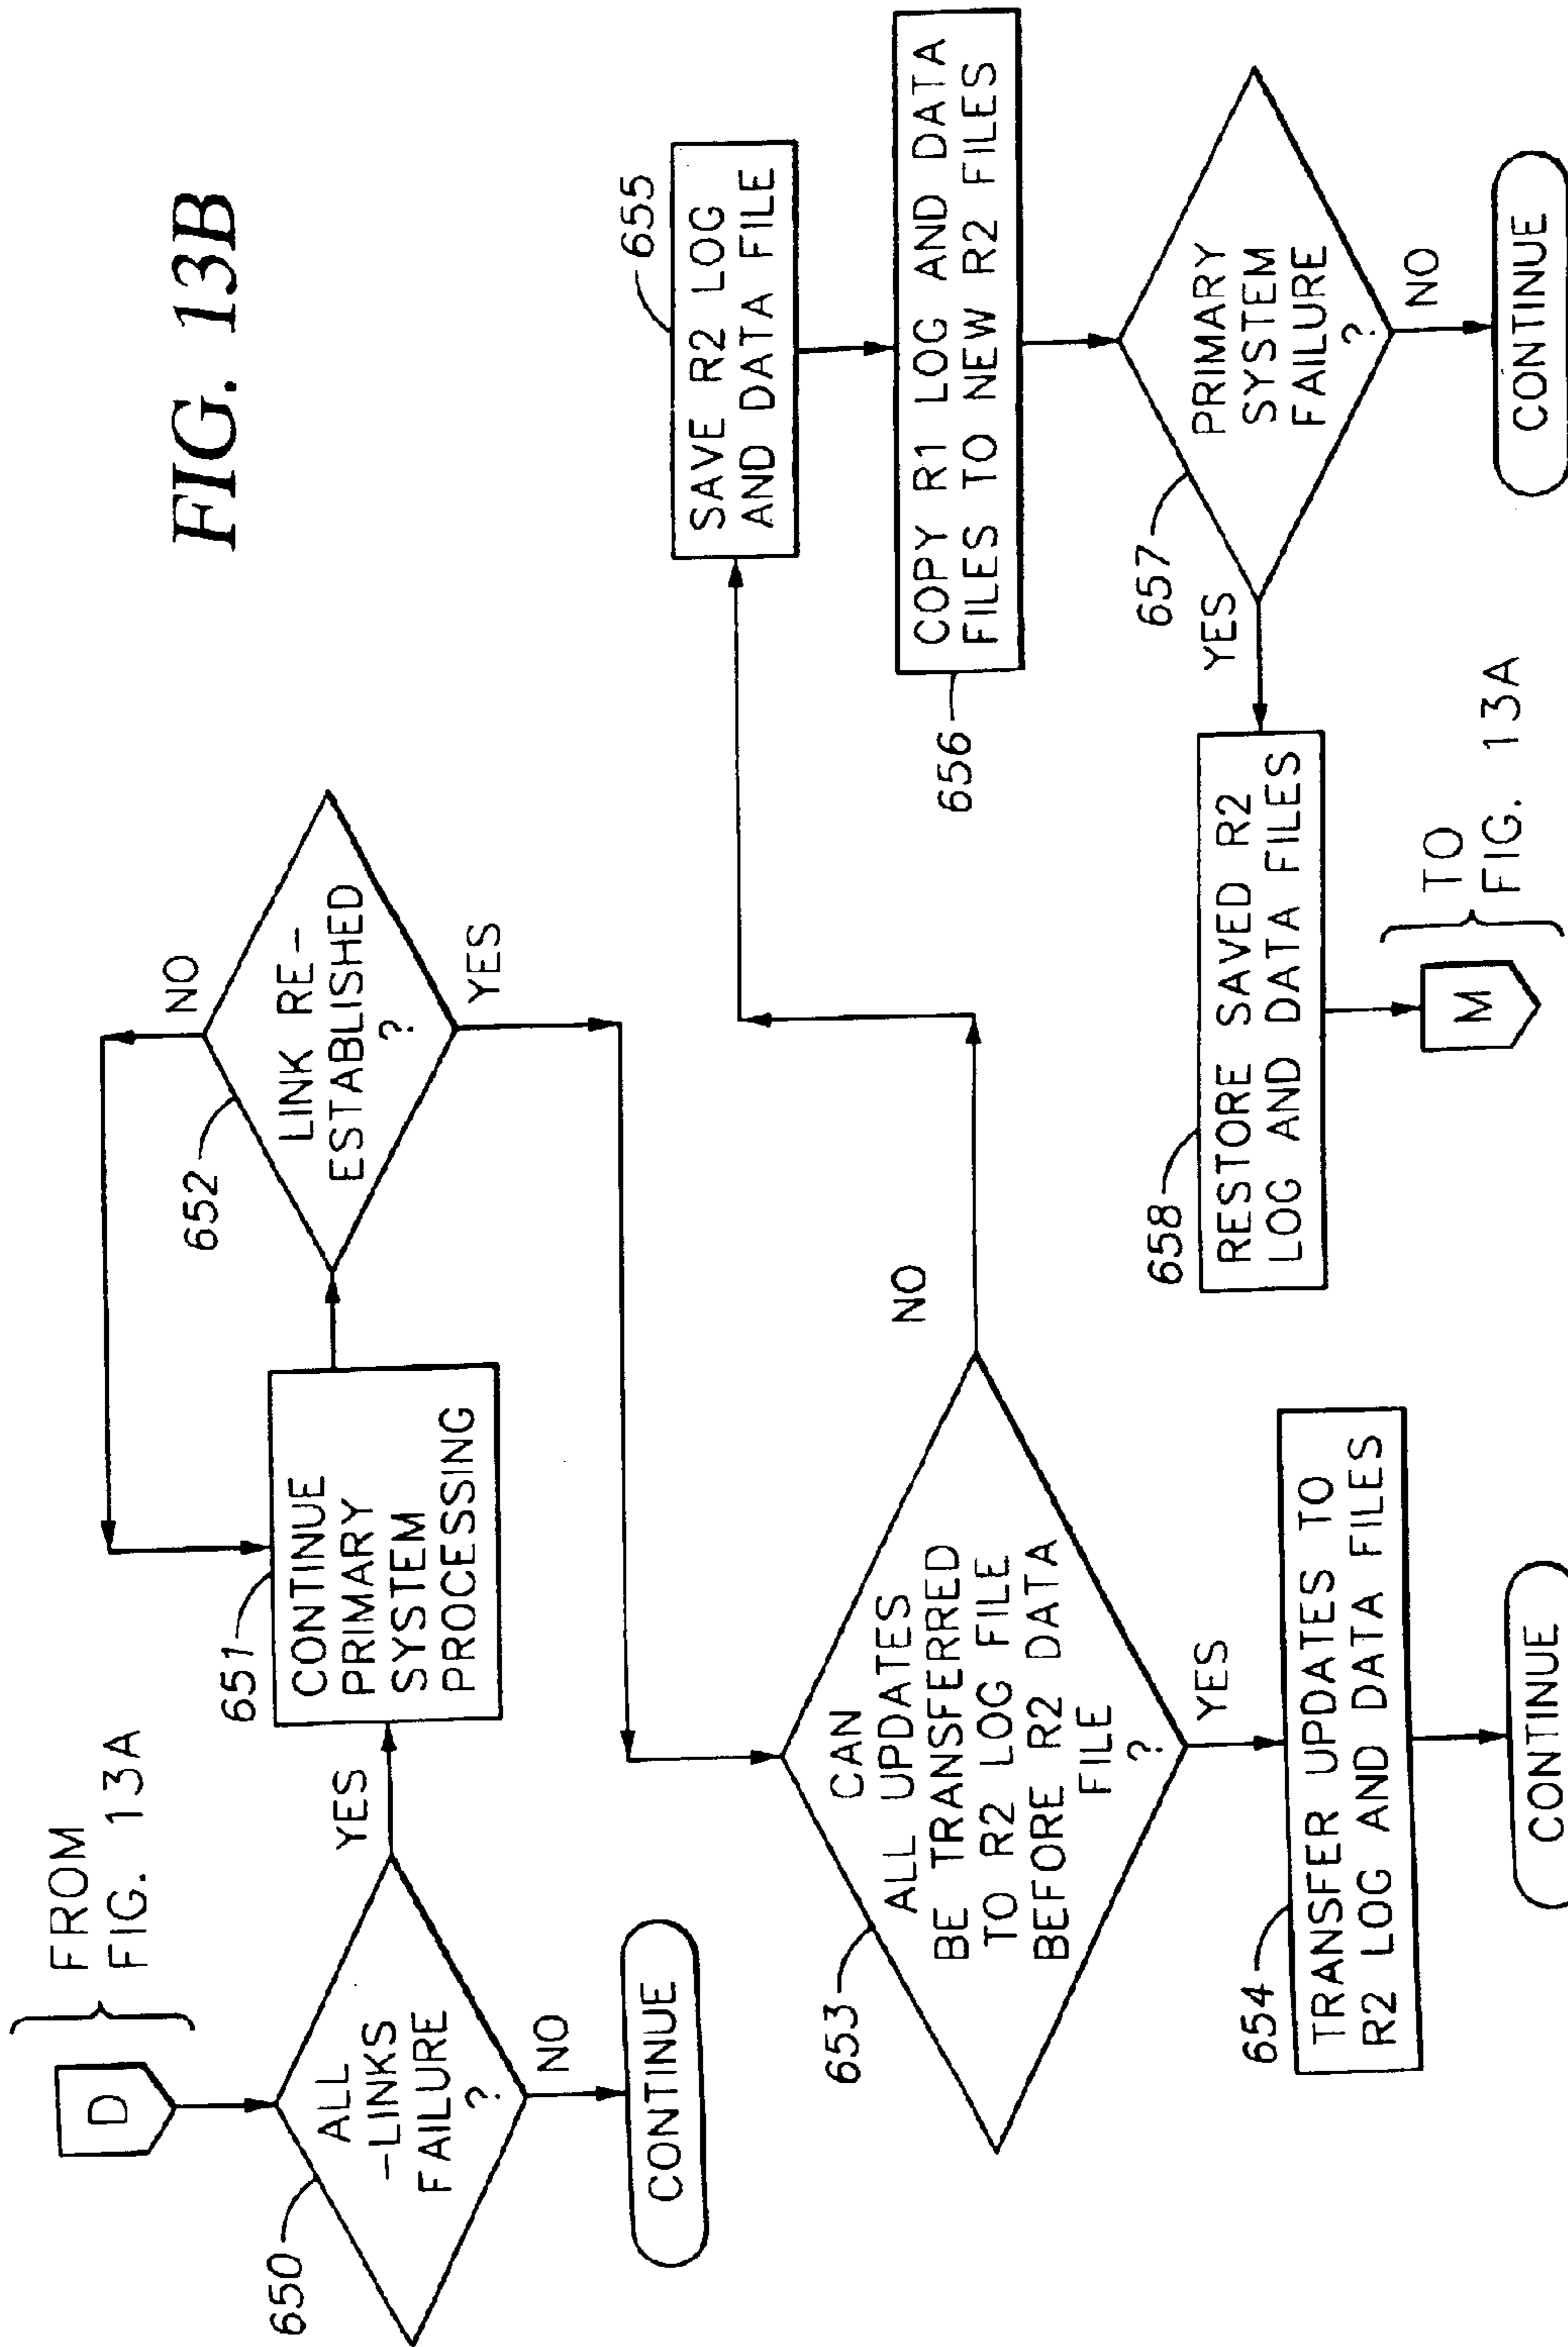 FIG. 13B
D
FROM
FIG. 13A
650
ALL
-LINKS
FAILURE
?
NO
CONTINUE
YES
651
CONTINUE
PRIMARY
SYSTEM
PROCESSING
652
LINK RE-
ESTABLISHED
?
NO
YES
653
CAN
ALL UPDATES
BE TRANSFERRED
TO R2 LOG FILE
BEFORE R2 DATA
FILE
?
YES
654
TRANSFER UPDATES TO
R2 LOG AND DATA FILES
CONTINUE
NO
655
SAVE R2 LOG
AND DATA FILE
656
COPY R1 LOG AND DATA
FILES TO NEW R2 FILES
657
PRIMARY
SYSTEM
FAILURE
?
NO
CONTINUE
YES
658
RESTORE SAVED R2
LOG AND DATA FILES
M
TO
FIG. 13A